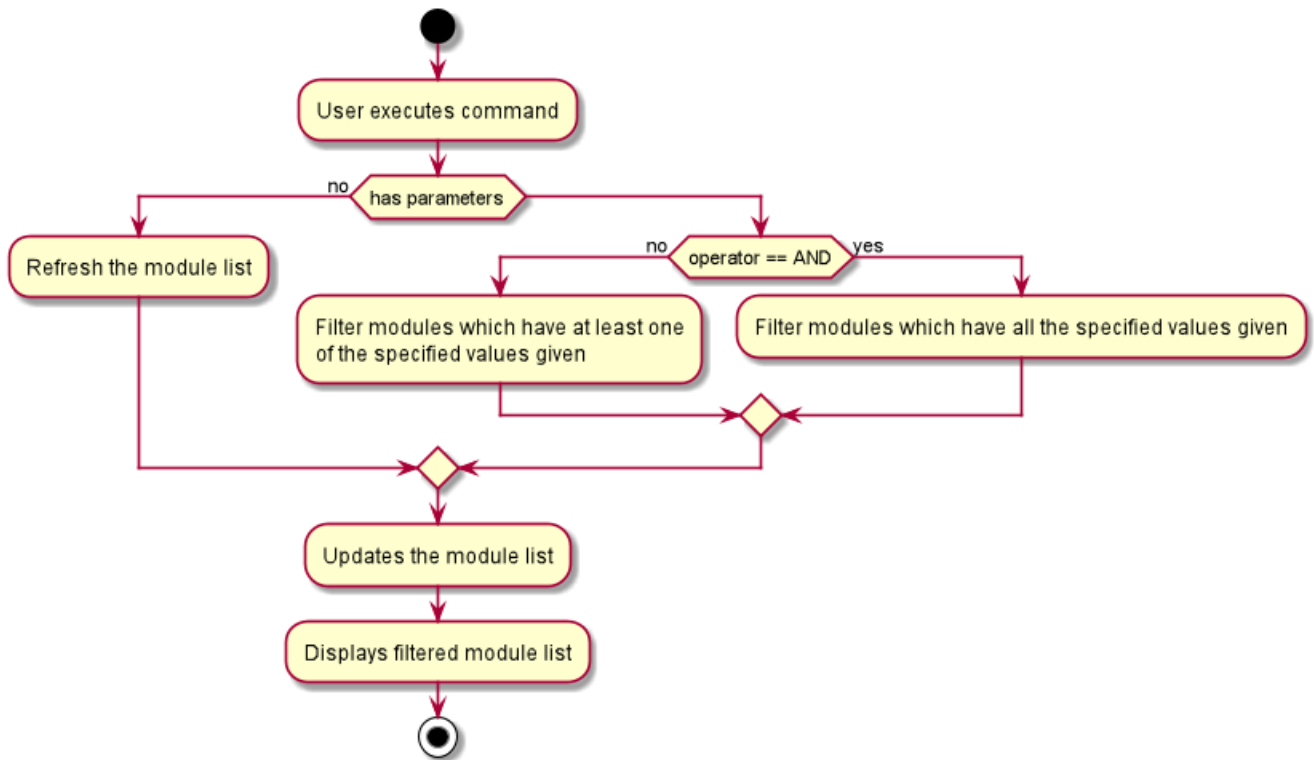 User executes command
no
has parameters
Refresh the module list
no
operator == AND
yes
Filter modules which have at least one
of the specified values given
Filter modules which have all the specified values given
Updates the module list
Displays filtered module list